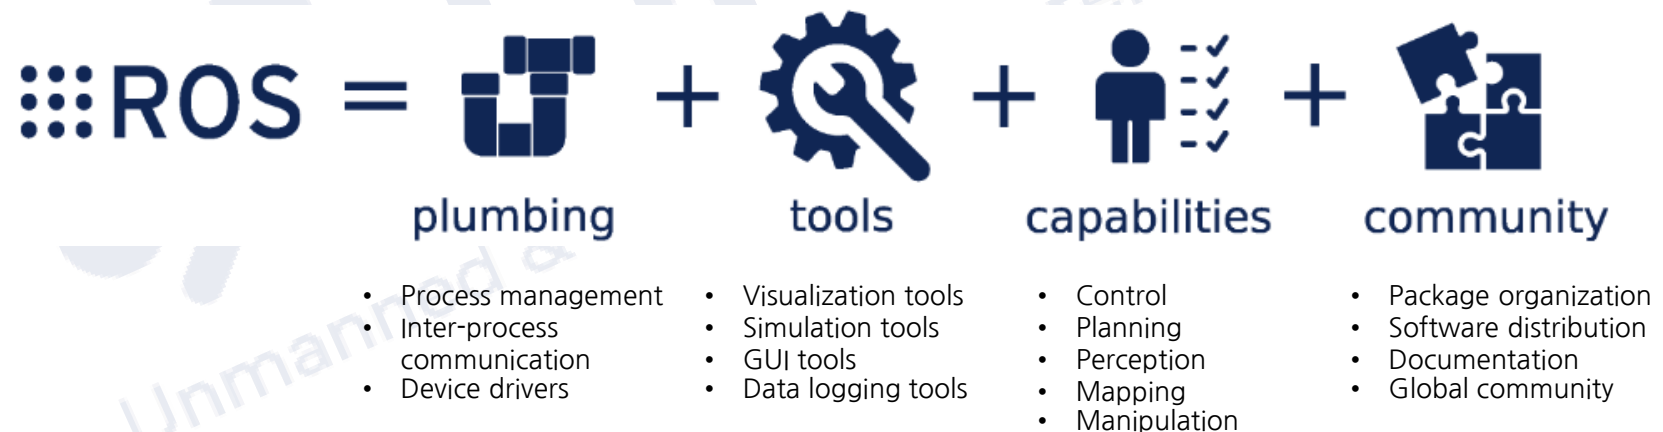 ROS = + + +
plumbing tools capabilities community
• Process management
• Inter-process
communication
• Device drivers
• Visualization tools
• Simulation tools
• GUI tools
• Data logging tools
• Control
• Planning
• Perception
• Mapping
• Manipulation
• Package organization
• Software distribution
• Documentation
• Global community
Unmanned &